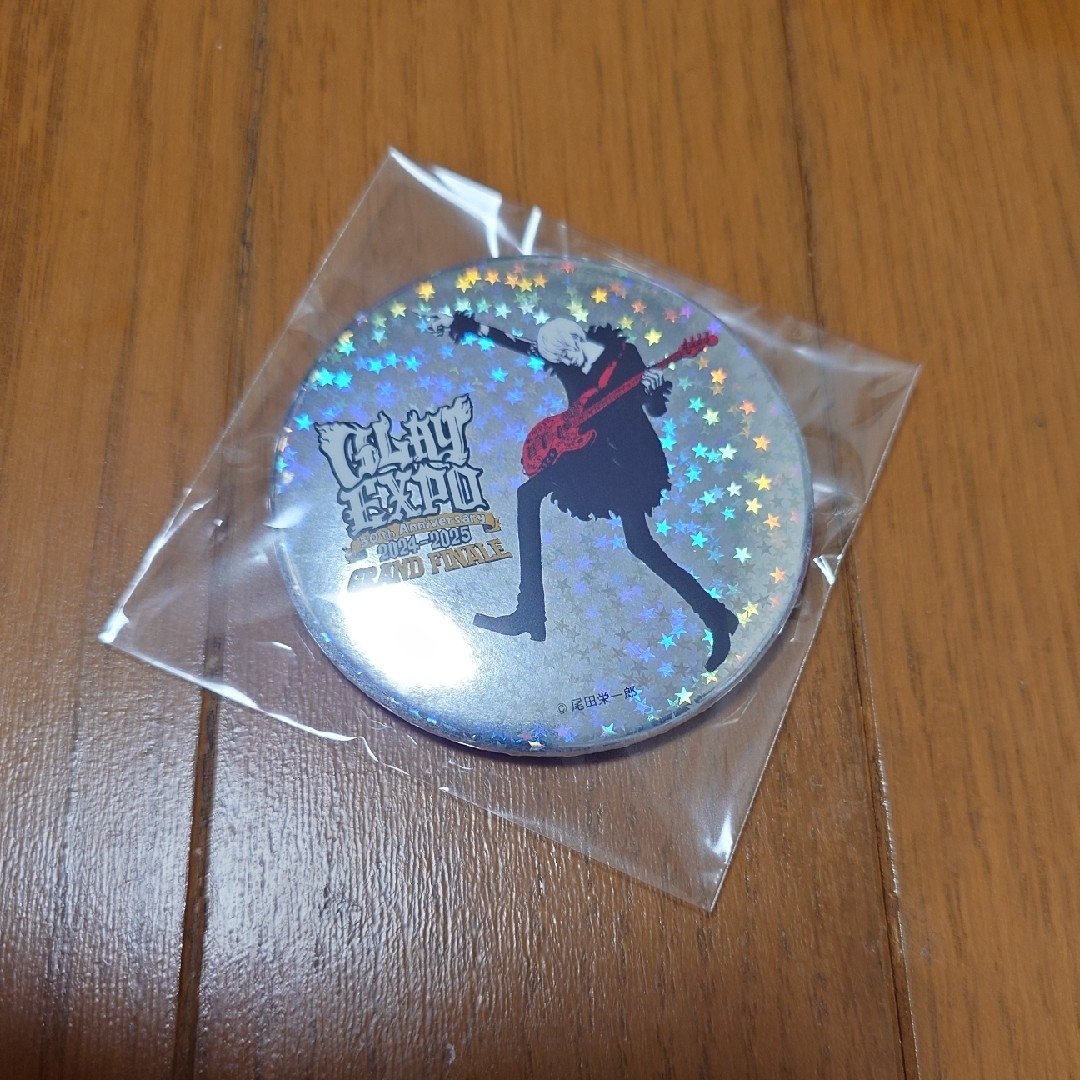 GLAY
EXPO
30th Anniversary
2024-2025
GRAND FINALE
© 尾田栄一郎